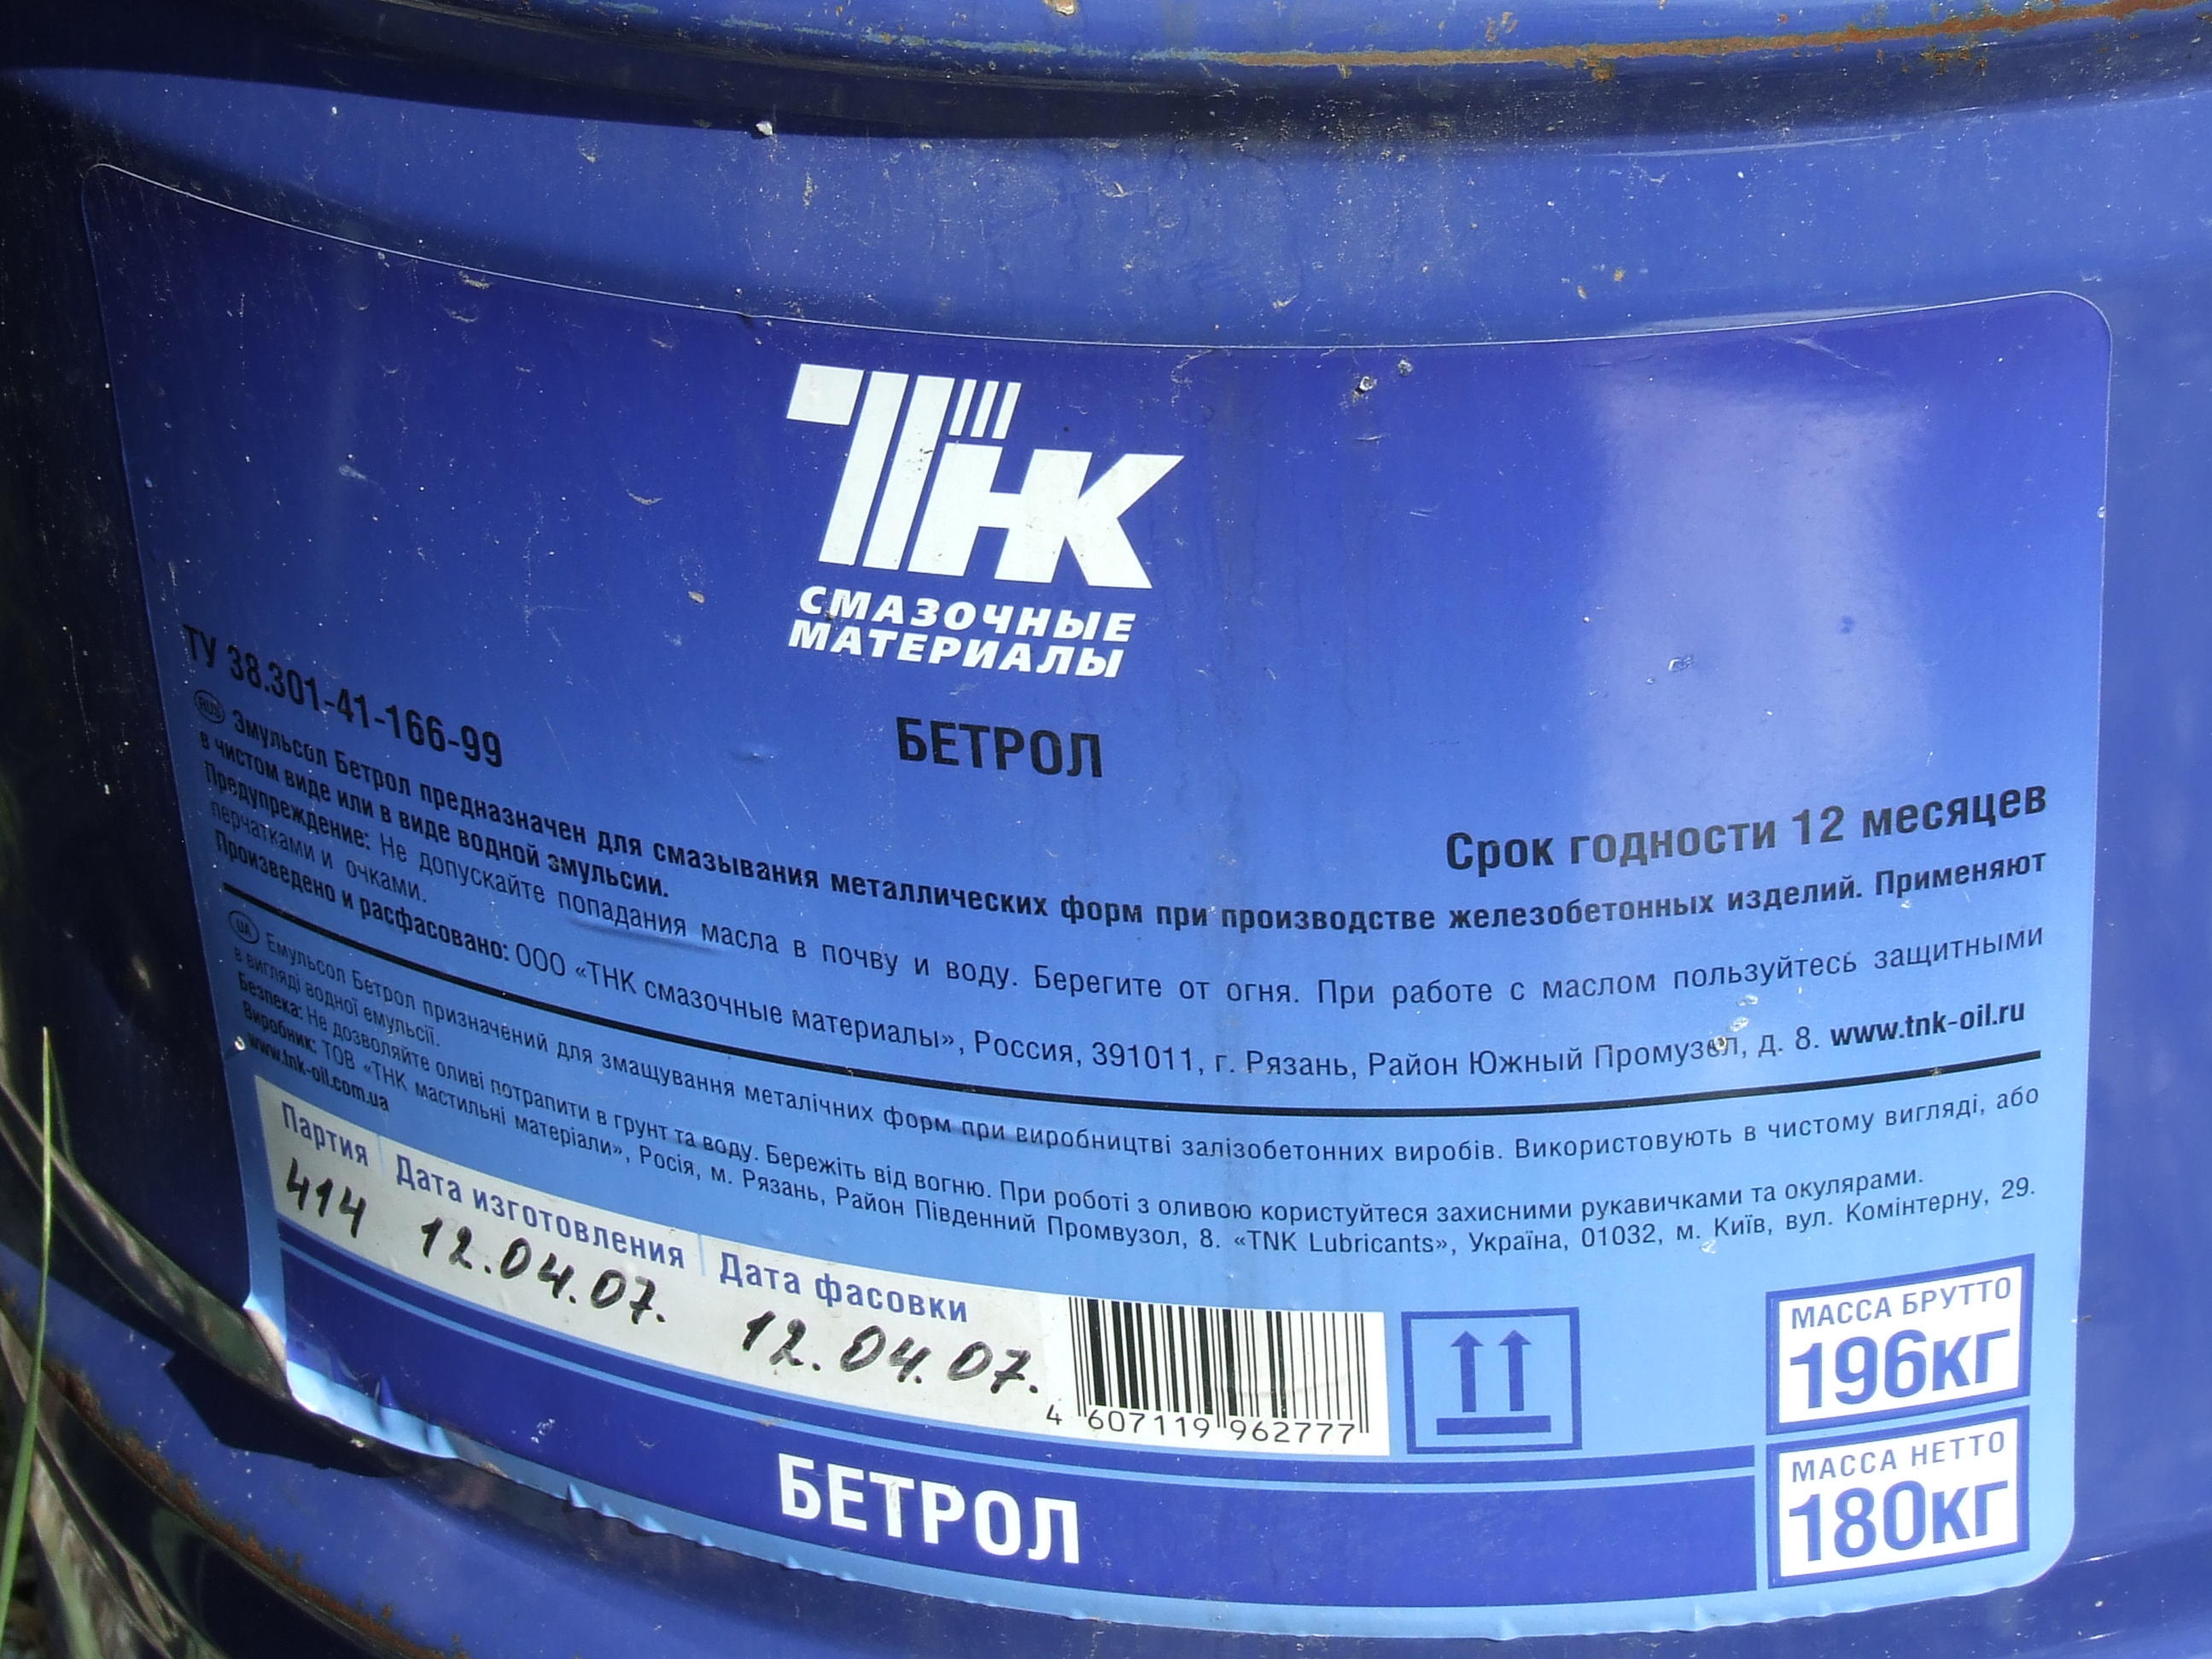 ТНК
СМАЗОЧНЫЕ
МАТЕРИАЛЫ
БЕТРОЛ
ТУ 38.301-41-166-99
Срок годности 12 месяцев
RUS Эмульсол Бетрол предназначен для смазывания металлических форм при производстве железобетонных изделий. Применяют
в чистом виде или в виде водной эмульсии.
Предупреждение: Не допускайте попадания масла в почву и воду. Берегите от огня. При работе с маслом пользуйтесь защитными
перчатками и очками.
Произведено и расфасовано: ООО «ТНК смазочные материалы», Россия, 391011, г. Рязань, Район Южный Промузел, д. 8. www.tnk-oil.ru
UA Емульсол Бетрол призначений для змащування металічних форм при виробництві залізобетонних виробів. Використовують в чистому вигляді, або
в вигляді водної емульсії.
Безпека: Не дозволяйте оливі потрапити в грунт та воду. Бережіть від вогню. При роботі з оливою користуйтеся захисними рукавичками та окулярами.
Виробник: ТОВ «ТНК мастильні матеріали», Росія, м. Рязань, Район Південний Промвузол, 8. «TNK Lubricants», Україна, 01032, м. Київ, вул. Комінтерну, 29.
www.tnk-oil.com.ua
Партия Дата изготовления Дата фасовки
414 12.04.07. 12.04.07.
4 607119 962777
МАССА БРУТТО
196КГ
МАССА НЕТТО
180КГ
БЕТРОЛ